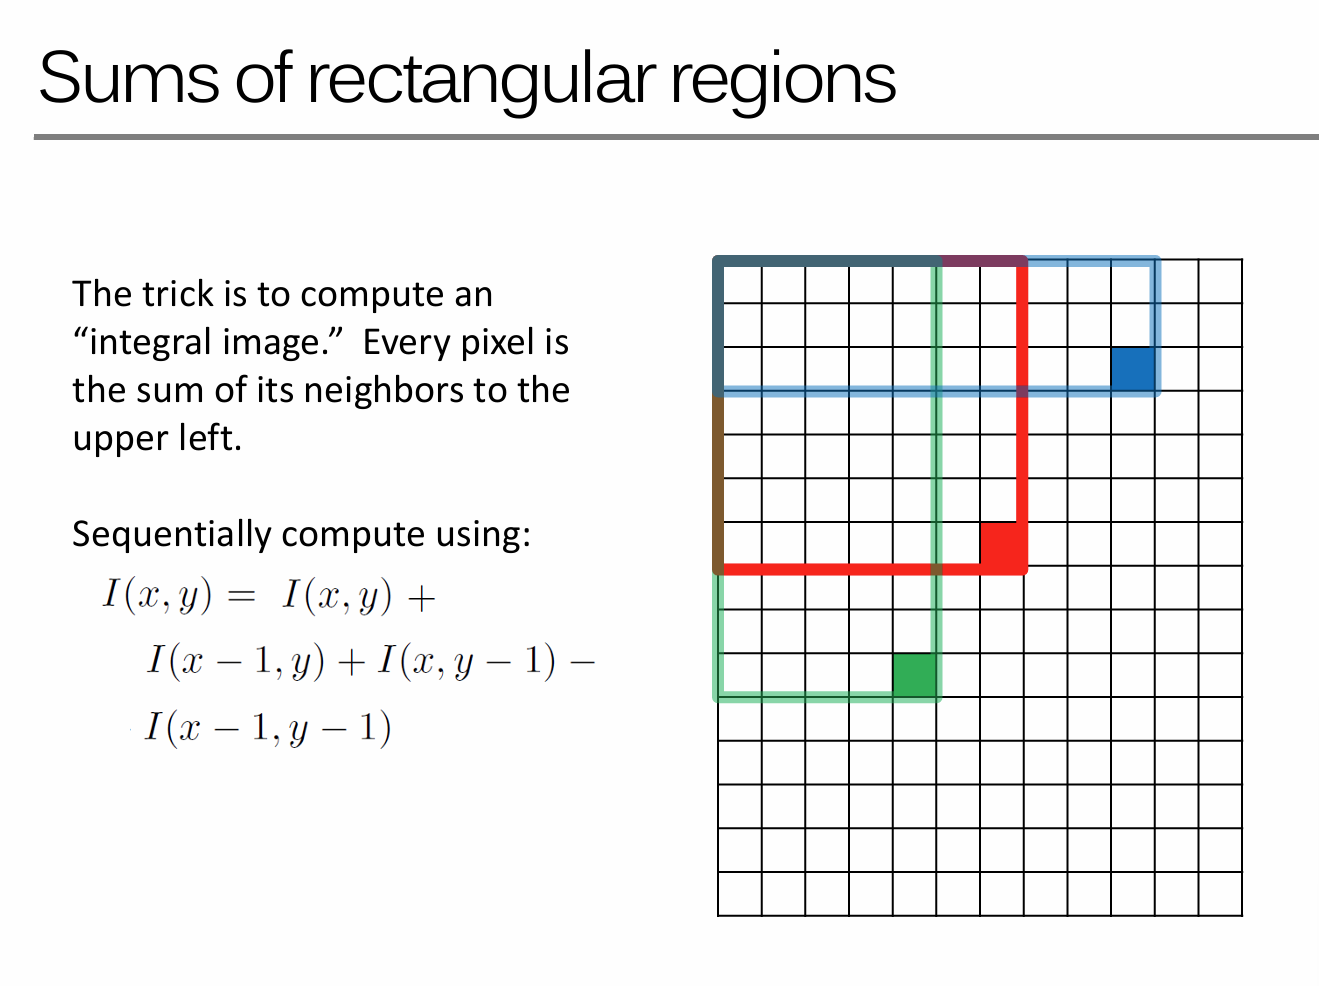 Sums of rectangular regions
The trick is to compute an
“integral image.”  Every pixel is
the sum of its neighbors to the
upper left.
Sequentially compute using:
I(x, y) = I(x, y) +
I(x − 1, y) + I(x, y − 1) −
I(x − 1, y − 1)